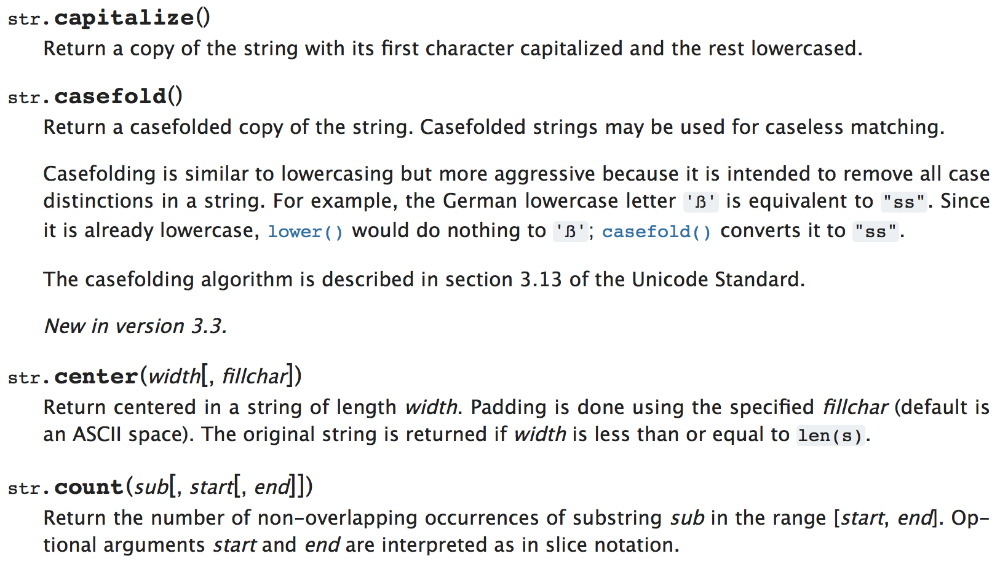 str.capitalize()
Return a copy of the string with its first character capitalized and the rest lowercased.
str.casefold()
Return a casefolded copy of the string. Casefolded strings may be used for caseless matching.
Casefolding is similar to lowercasing but more aggressive because it is intended to remove all case
distinctions in a string. For example, the German lowercase letter 'ß' is equivalent to "ss". Since
it is already lowercase, lower() would do nothing to 'ß'; casefold() converts it to "ss".
The casefolding algorithm is described in section 3.13 of the Unicode Standard.
New in version 3.3.
str.center(width[, fillchar])
Return centered in a string of length width. Padding is done using the specified fillchar (default is
an ASCII space). The original string is returned if width is less than or equal to len(s).
str.count(sub[, start[, end]])
Return the number of non-overlapping occurrences of substring sub in the range [start, end]. Op-
tional arguments start and end are interpreted as in slice notation.